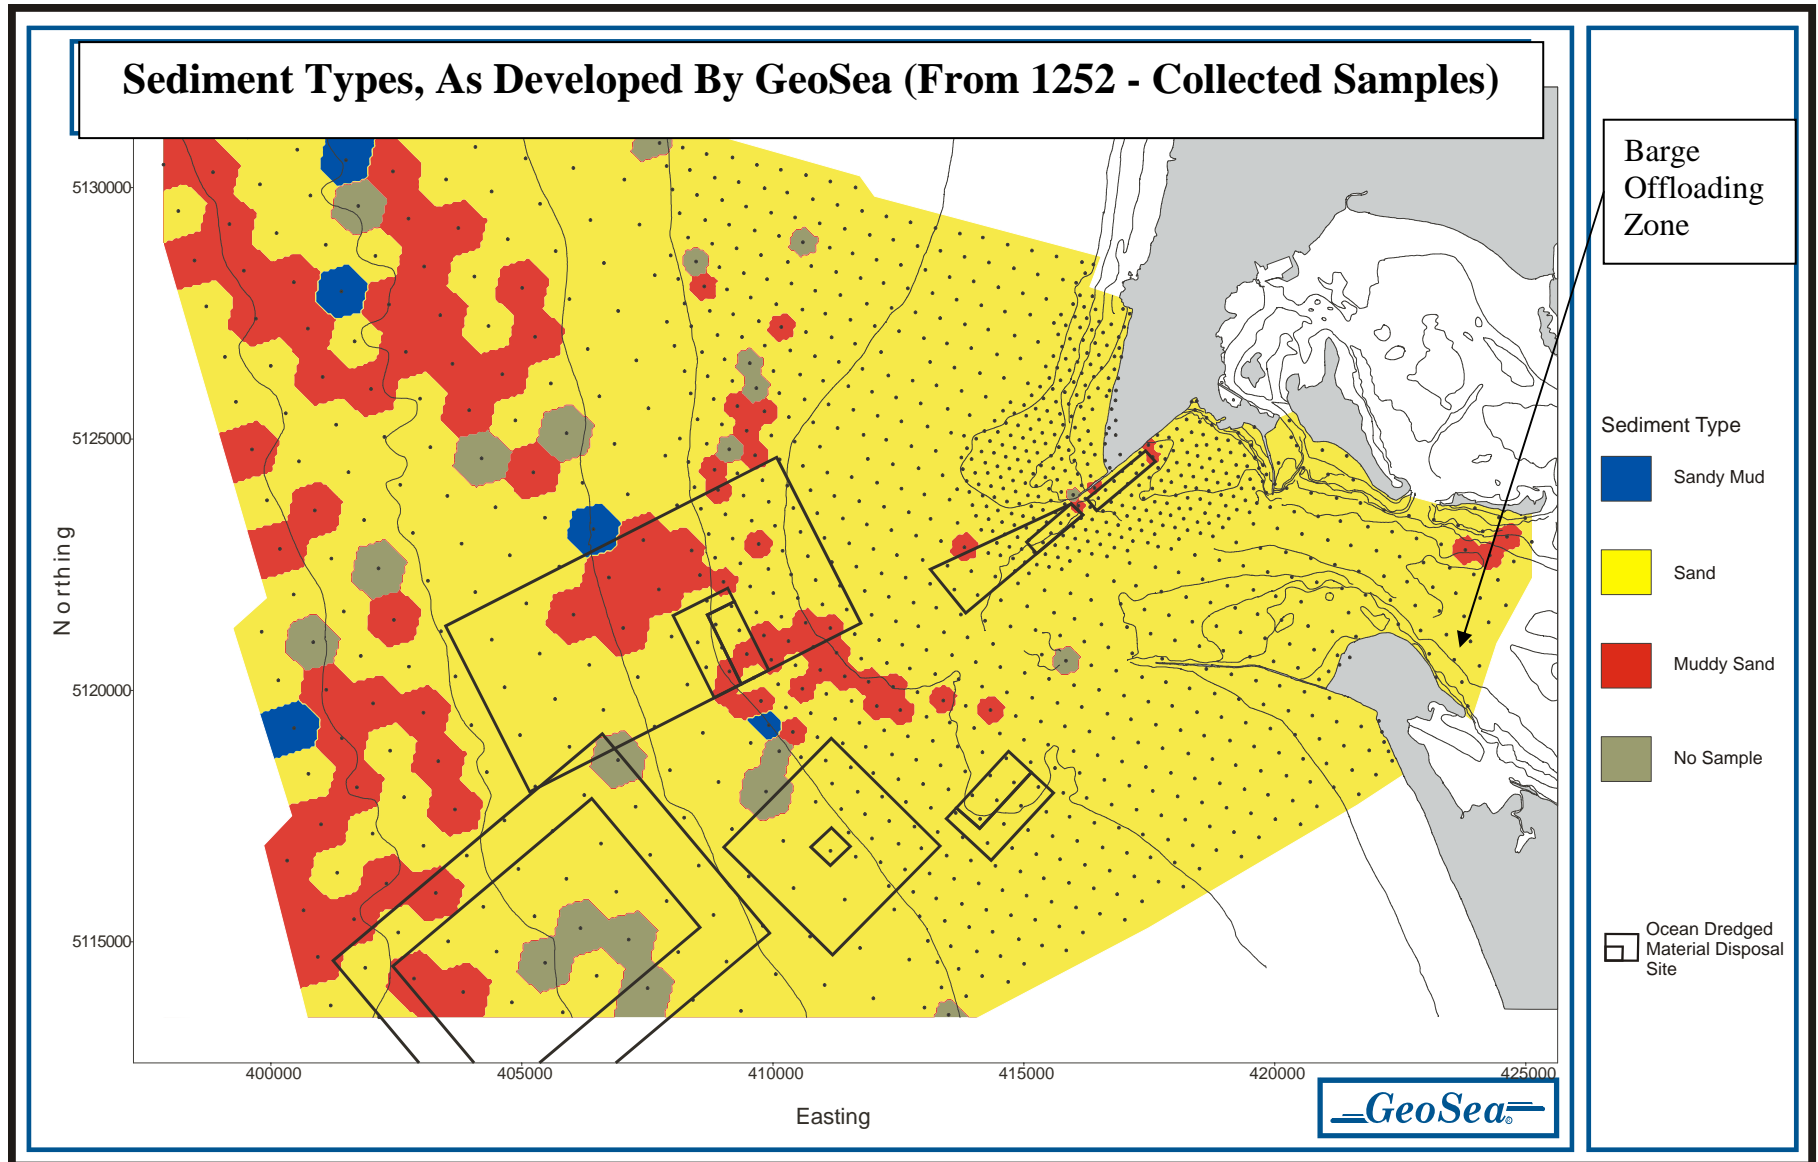 Sediment Types, As Developed By GeoSea (From 1252 - Collected Samples)
Barge
Offloading
Zone
5130000
5125000
5120000
5115000
Northing
400000
405000
410000
415000
420000
425000
Easting
GeoSea©
Sediment Type
Sandy Mud
Sand
Muddy Sand
No Sample
Ocean Dredged
Material Disposal
Site